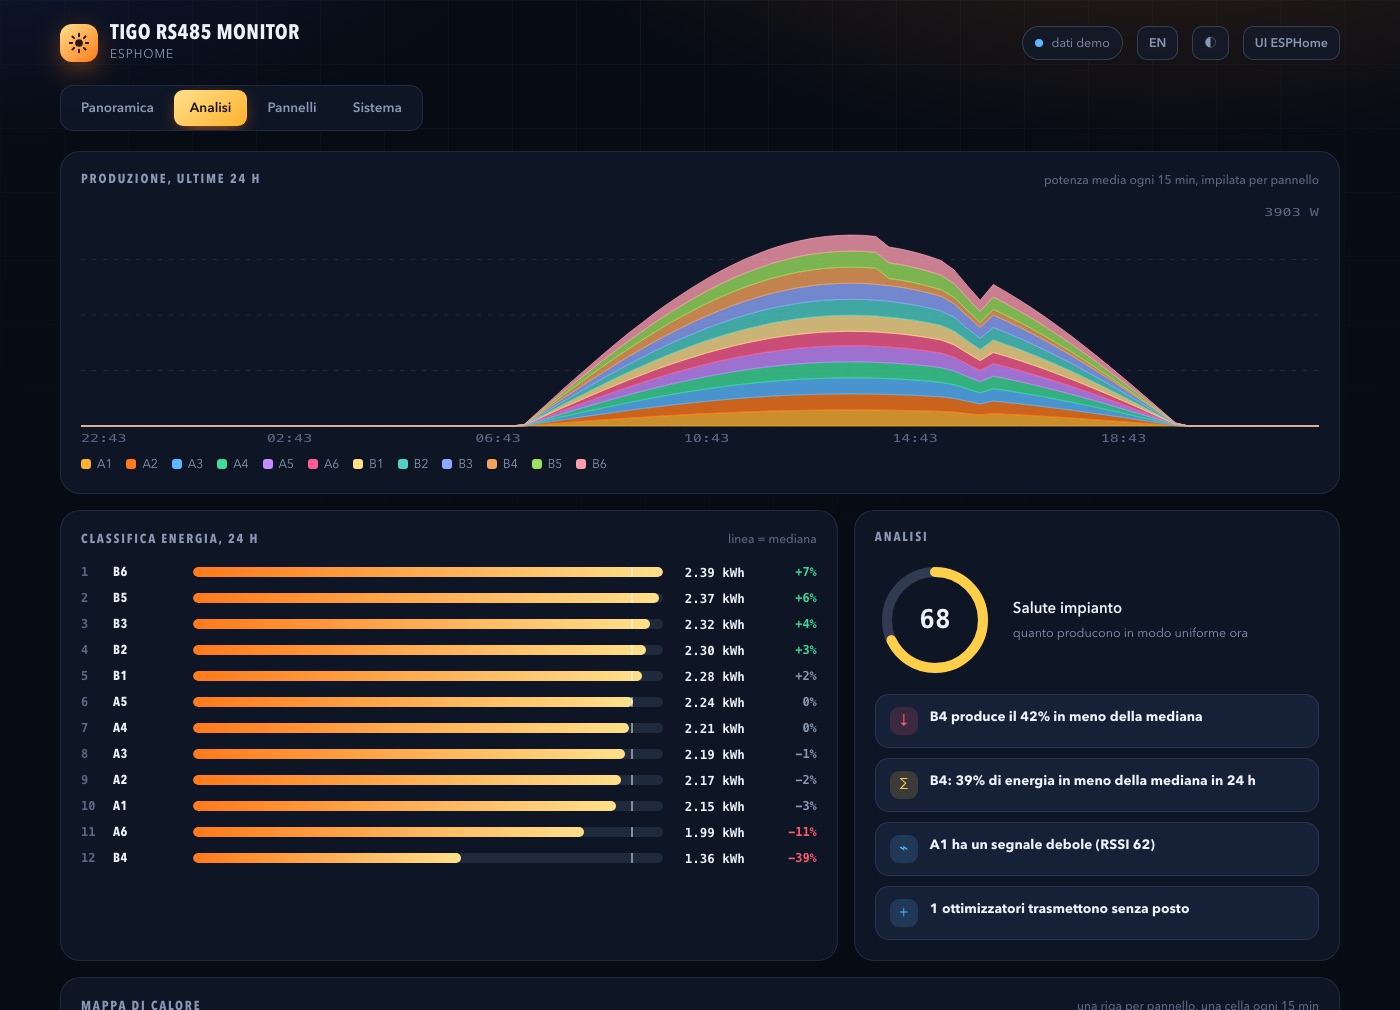 TIGO RS485 MONITOR
ESPHOME
dati demo
EN
UI ESPHome
Panoramica
Analisi
Pannelli
Sistema
PRODUZIONE, ULTIME 24 H
potenza media ogni 15 min, impilata per pannello
3903 W
22:43 02:43 06:43 10:43 14:43 18:43
A1 A2 A3 A4 A5 A6 B1 B2 B3 B4 B5 B6
CLASSIFICA ENERGIA, 24 H
linea = mediana
1 B6 2.39 kWh +7%
2 B5 2.37 kWh +6%
3 B3 2.32 kWh +4%
4 B2 2.30 kWh +3%
5 B1 2.28 kWh +2%
6 A5 2.24 kWh 0%
7 A4 2.21 kWh 0%
8 A3 2.19 kWh −1%
9 A2 2.17 kWh −2%
10 A1 2.15 kWh −3%
11 A6 1.99 kWh −11%
12 B4 1.36 kWh −39%
ANALISI
68
Salute impianto
quanto producono in modo uniforme ora
↓ B4 produce il 42% in meno della mediana
Σ B4: 39% di energia in meno della mediana in 24 h
⌁ A1 ha un segnale debole (RSSI 62)
+ 1 ottimizzatori trasmettono senza posto
MAPPA DI CALORE
una riga per pannello, una cella ogni 15 min